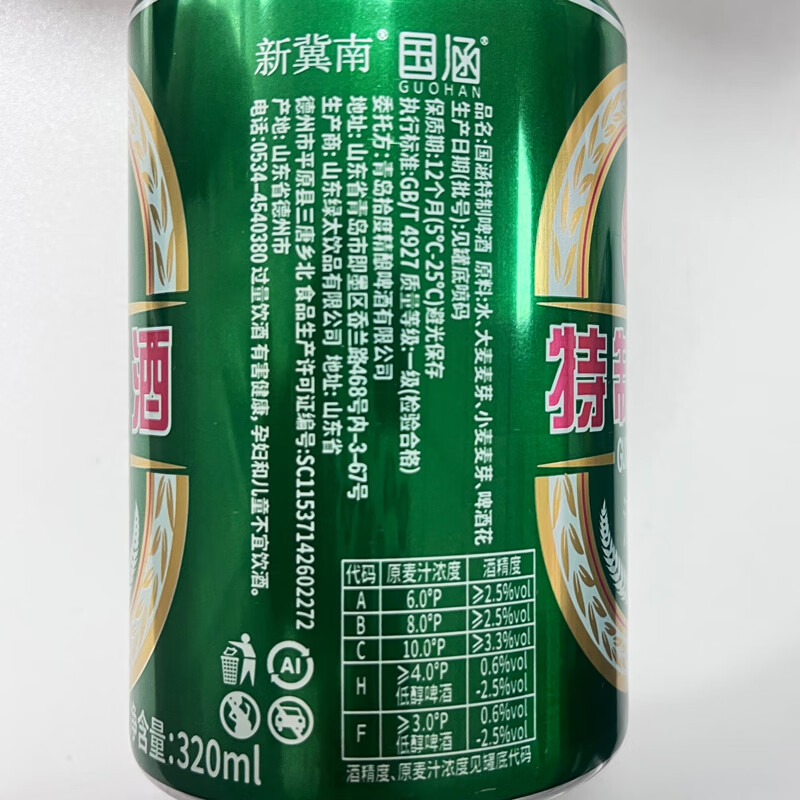 新冀南® 国涵®
GUOHAN
品名:国涵特制啤酒 原料:水、大麦麦芽、小麦麦芽、啤酒花
生产日期(批号):见罐底喷码
保质期:12个月(5℃-25℃)避光保存
执行标准:GB/T 4927 质量等级:一级(检验合格)
委托方:青岛拾度精酿啤酒有限公司
地址: 山东省青岛市即墨区岙兰路468号内-3-67号
生产商: 山东绿太饮品有限公司 地址: 山东省
德州市平原县三唐乡北 食品生产许可证编号:SC11537142602272
产地: 山东省德州市
电话:0534-4540380 过量饮酒 有害健康, 孕妇和儿童不宜饮酒。
代码 原麦汁浓度 酒精度
A 6.0°P ≥2.5%vol
B 8.0°P ≥2.5%vol
C 10.0°P ≥3.3%vol
H ≥4.0°P 低醇啤酒 0.6%vol -2.5%vol
F ≥3.0°P 低醇啤酒 0.6%vol -2.5%vol
酒精度、原麦汁浓度见罐底代码
Al
净含量:320ml
酒
特制